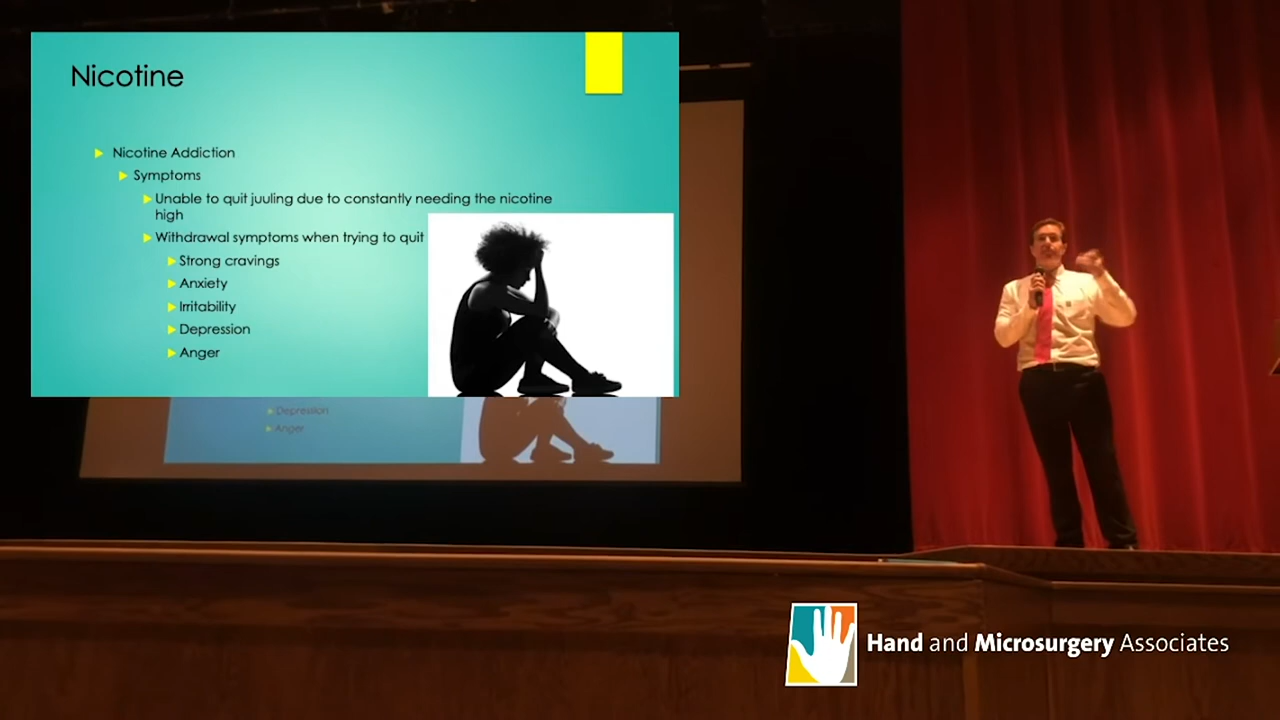 Nicotine
Nicotine Addiction
Symptoms
Unable to quit juuling due to constantly needing the nicotine
high
Withdrawal symptoms when trying to quit
Strong cravings
Anxiety
Irritability
Depression
Anger
Depression
Anger
Hand and Microsurgery Associates